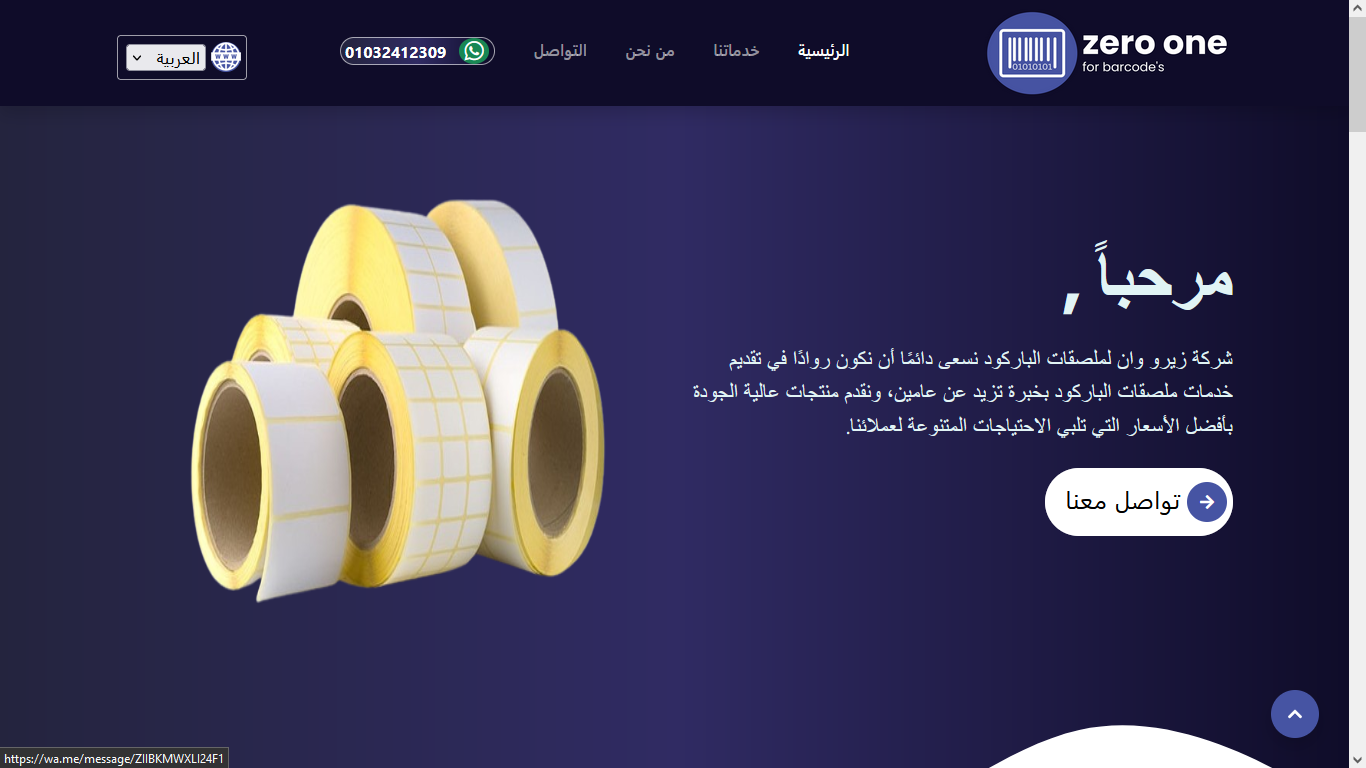 zero one
for barcode's
01010101
الرئيسية
خدماتنا
من نحن
التواصل
01032412309
العربية
مرحباً ,
شركة زيرو وان لملصقات الباركود نسعى دائمًا أن نكون روادًا في تقديم
خدمات ملصقات الباركود بخبرة تزيد عن عامين، ونقدم منتجات عالية الجودة
بأفضل الأسعار التي تلبي الاحتياجات المتنوعة لعملائنا.
تواصل معنا
https://wa.me/message/ZIIBKMWXLI24F1